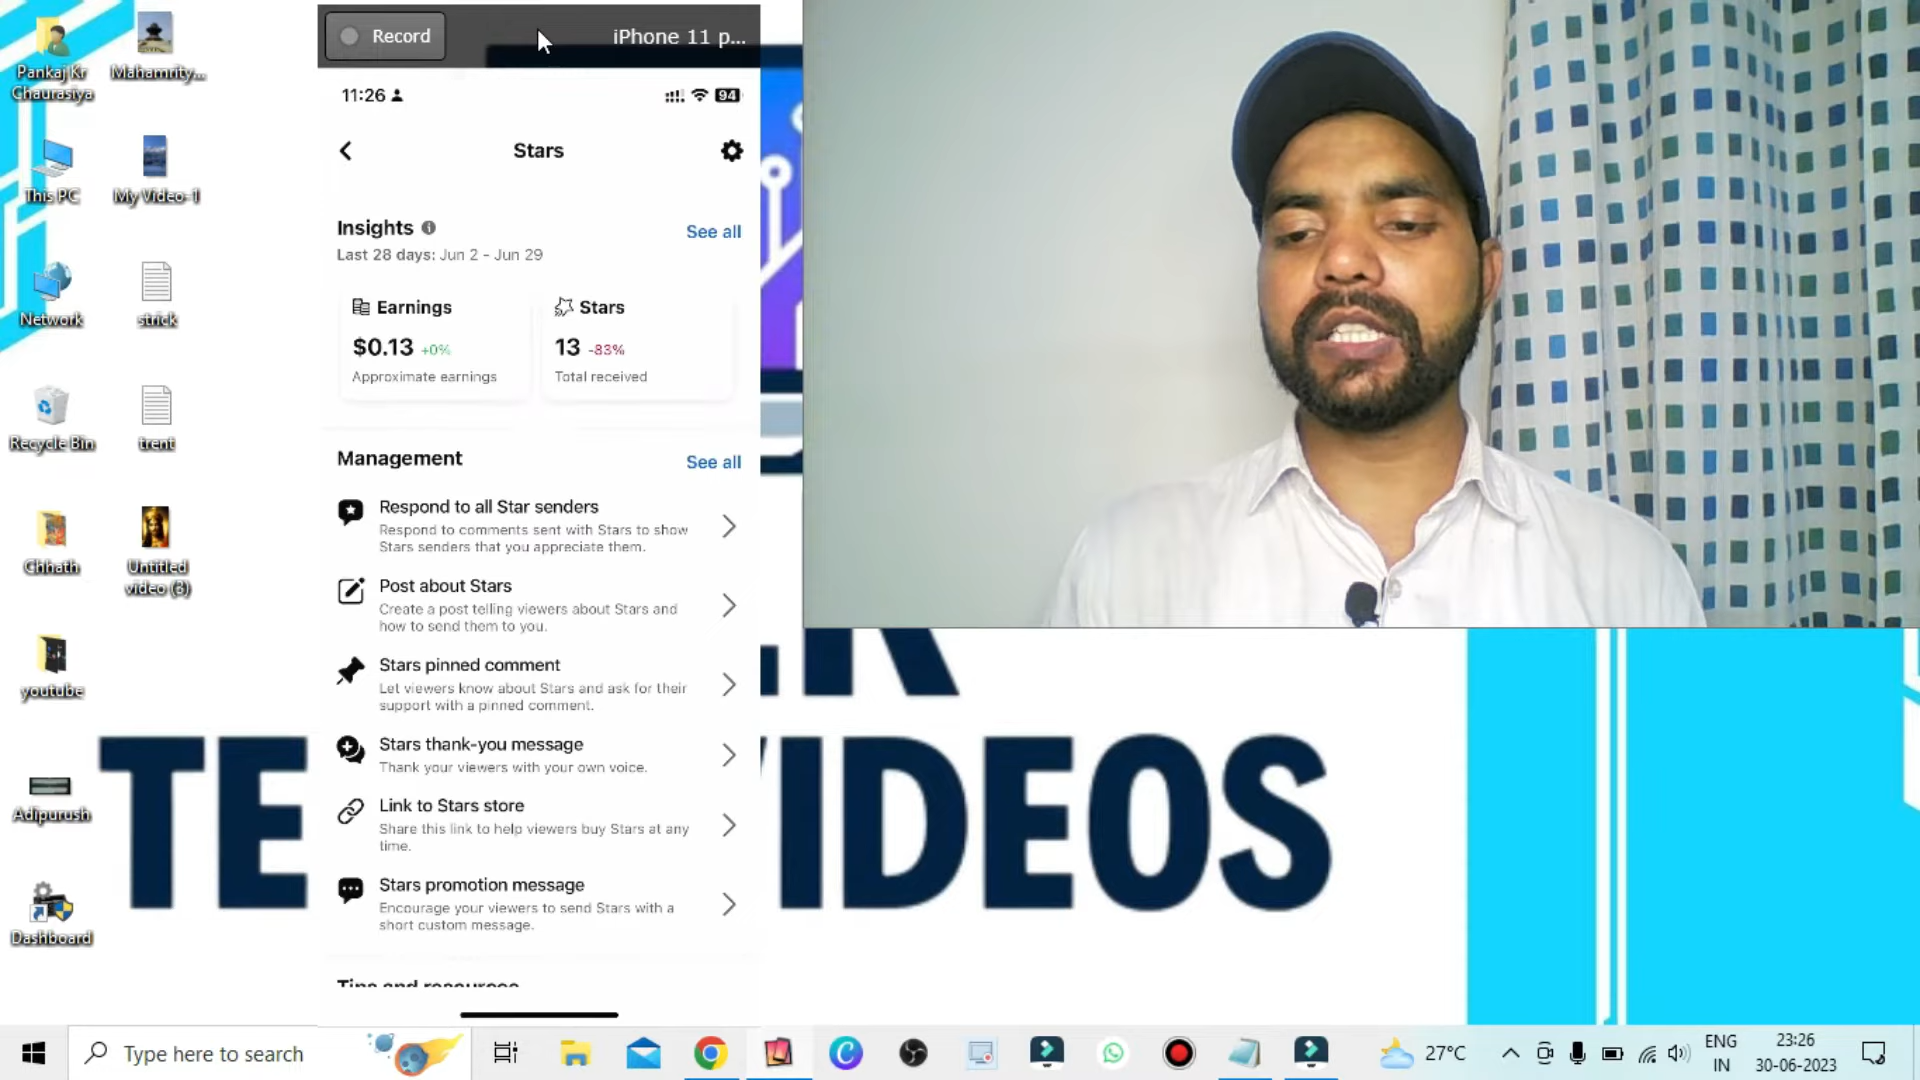 Record
iPhone 11 p...
11:26
94
Stars
Insights
See all
Last 28 days: Jun 2 - Jun 29
Earnings
$0.13 +0%
Approximate earnings
Stars
13 -83%
Total received
Management
See all
Respond to all Star senders
Respond to comments sent with Stars to show
Stars senders that you appreciate them.
Post about Stars
Create a post telling viewers about Stars and
how to send them to you.
Stars pinned comment
Let viewers know about Stars and ask for their
support with a pinned comment.
Stars thank-you message
Thank your viewers with your own voice.
Link to Stars store
Share this link to help viewers buy Stars at any
time.
Stars promotion message
Encourage your viewers to send Stars with a
short custom message.
Tips and resources
Pankaj Kr
Chaurasiya
Mahamrity...
This PC
My Video-1
Network
strick
Recycle Bin
trent
Chhath
Untitled
video (3)
youtube
Adipurush
Dashboard
TE
VIDEOS
Type here to search
27°C
ENG
IN
23:26
30-06-2023